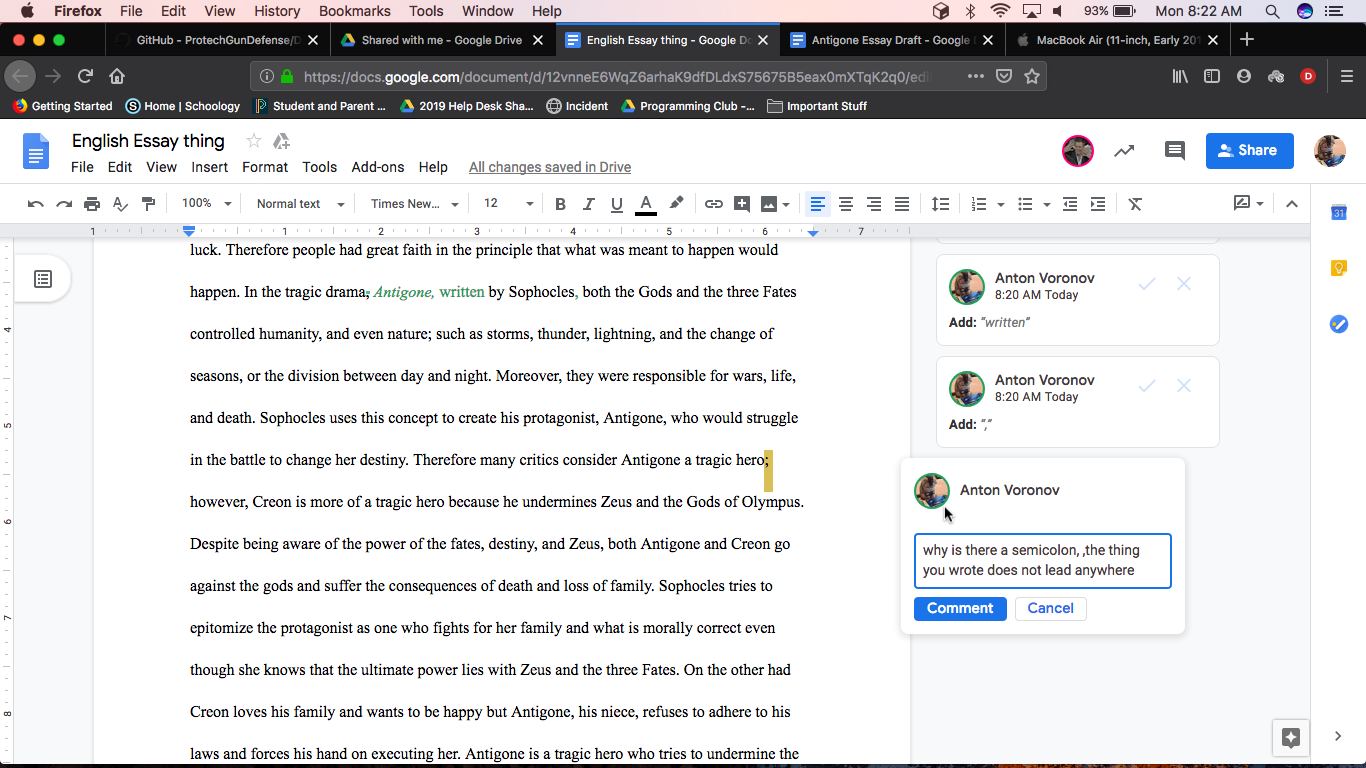 Firefox File Edit View History Bookmarks Tools Window Help 93% Mon 8:22 AM
GitHub - ProtechGunDefense/D Shared with me - Google Drive English Essay thing - Google Do Antigone Essay Draft - Google MacBook Air (11-inch, Early 201
https://docs.google.com/document/d/12vnneE6WqZ6arhaK9dfDLdxS75675B5eax0mXTqK2q0/edi
Getting Started Home | Schoology Student and Parent ... 2019 Help Desk Sha... Incident Programming Club -... Important Stuff
English Essay thing
Share
File Edit View Insert Format Tools Add-ons Help All changes saved in Drive
100% Normal text Times New... 12 B I U A
1 1 2 3 4 5 6 7
luck. Therefore people had great faith in the principle that what was meant to happen would
happen. In the tragic drama, Antigone, written by Sophocles, both the Gods and the three Fates
controlled humanity, and even nature; such as storms, thunder, lightning, and the change of
seasons, or the division between day and night. Moreover, they were responsible for wars, life,
and death. Sophocles uses this concept to create his protagonist, Antigone, who would struggle
in the battle to change her destiny. Therefore many critics consider Antigone a tragic hero;
however, Creon is more of a tragic hero because he undermines Zeus and the Gods of Olympus.
Despite being aware of the power of the fates, destiny, and Zeus, both Antigone and Creon go
against the gods and suffer the consequences of death and loss of family. Sophocles tries to
epitomize the protagonist as one who fights for her family and what is morally correct even
though she knows that the ultimate power lies with Zeus and the three Fates. On the other had
Creon loves his family and wants to be happy but Antigone, his niece, refuses to adhere to his
laws and forces his hand on executing her. Antigone is a tragic hero who tries to undermine the
4
5
6
7
8
Anton Voronov
8:20 AM Today
Add: "written"
Anton Voronov
8:20 AM Today
Add: ","
Anton Voronov
why is there a semicolon, ,the thing
you wrote does not lead anywhere
Comment Cancel
31
D